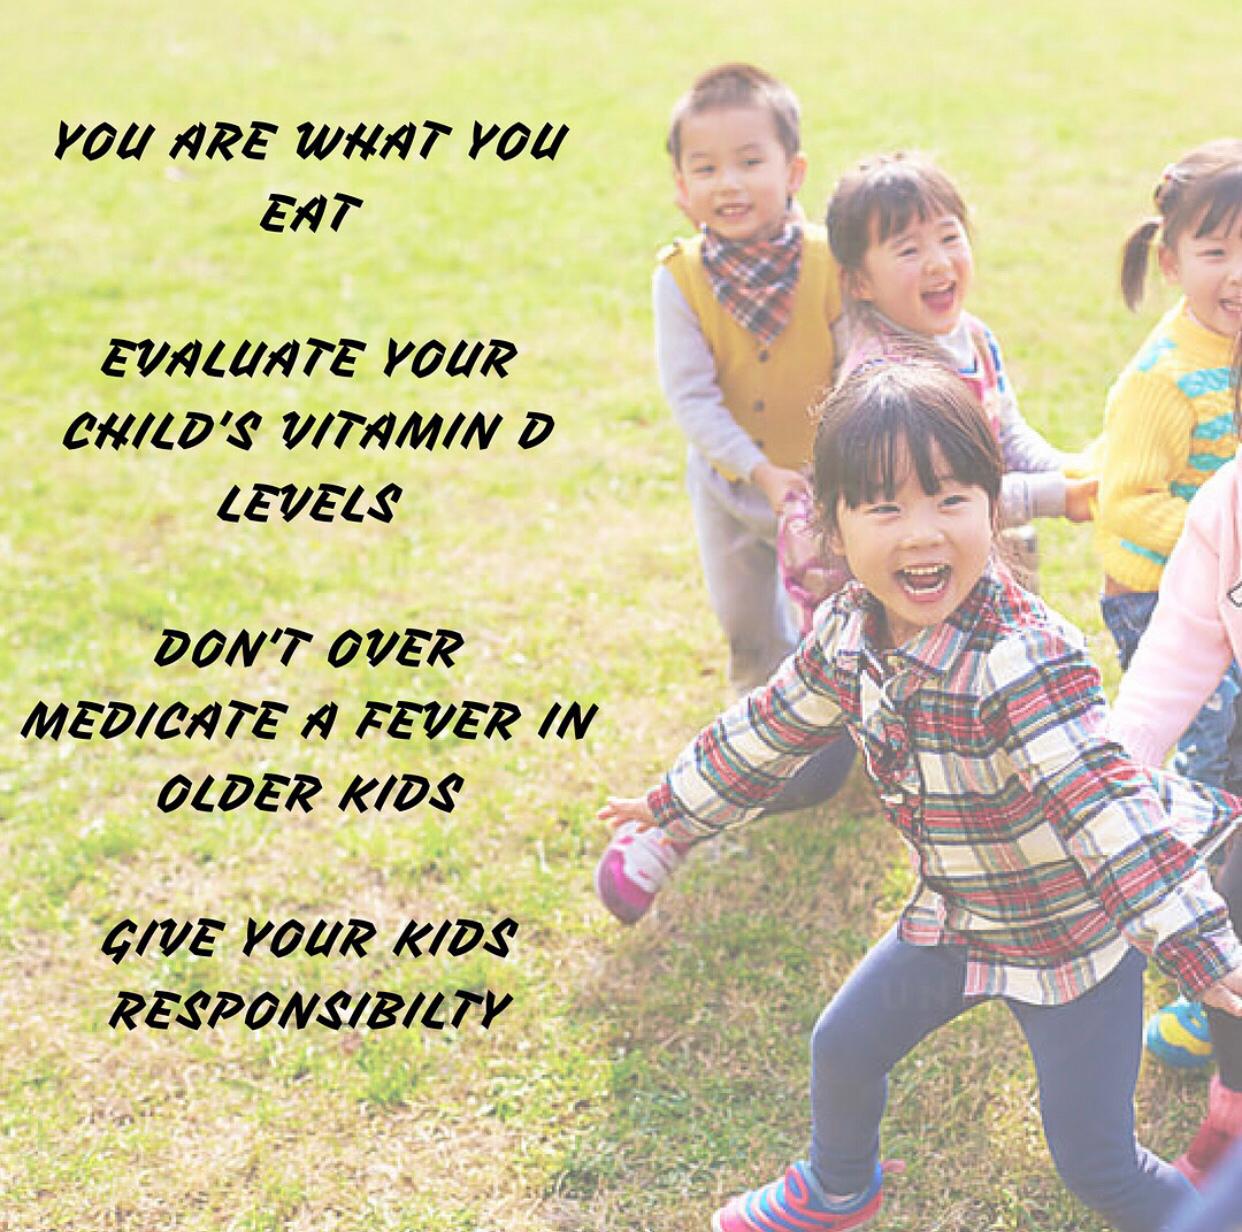 YOU ARE WHAT YOU
EAT
EVALUATE YOUR
CHILD'S VITAMIN D
LEVELS
DON'T OVER
MEDICATE A FEVER IN
OLDER KIDS
GIVE YOUR KIDS
RESPONSIBILTY